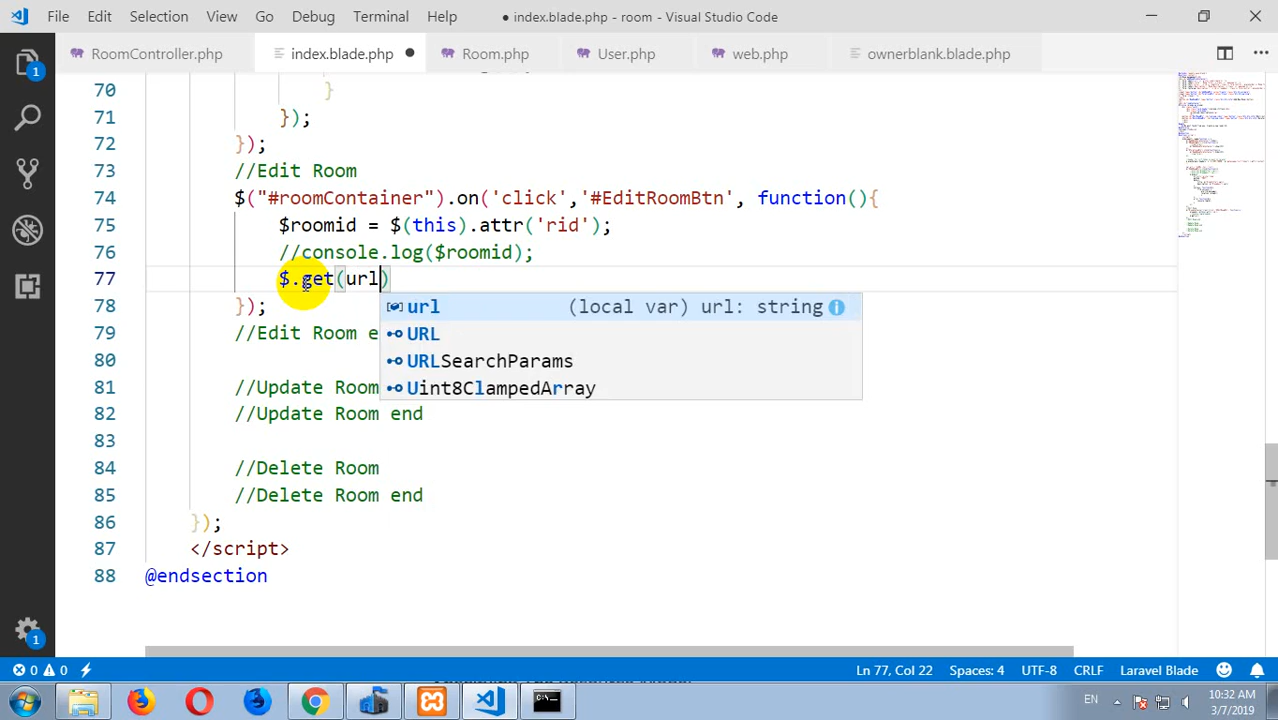 File Edit Selection View Go Debug Terminal Help ● index.blade.php - room - Visual Studio Code
RoomController.php index.blade.php ● Room.php User.php web.php ownerblank.blade.php
70 }
71 });
72 });
73 //Edit Room
74 $("#roomContainer").on('click','#EditRoomBtn', function(){
75 $roomid = $(this).attr('rid');
76 //console.log($roomid);
77 $.get(url)
url (local var) url: string
78 });
URL
79 //Edit Room e
URLSearchParams
80
Uint8ClampedArray
81 //Update Room
82 //Update Room end
83
84 //Delete Room
85 //Delete Room end
86 });
87 </script>
88 @endsection
0 0 Ln 77, Col 22 Spaces: 4 UTF-8 CRLF Laravel Blade
EN 10:32 AM
3/7/2019
1
1